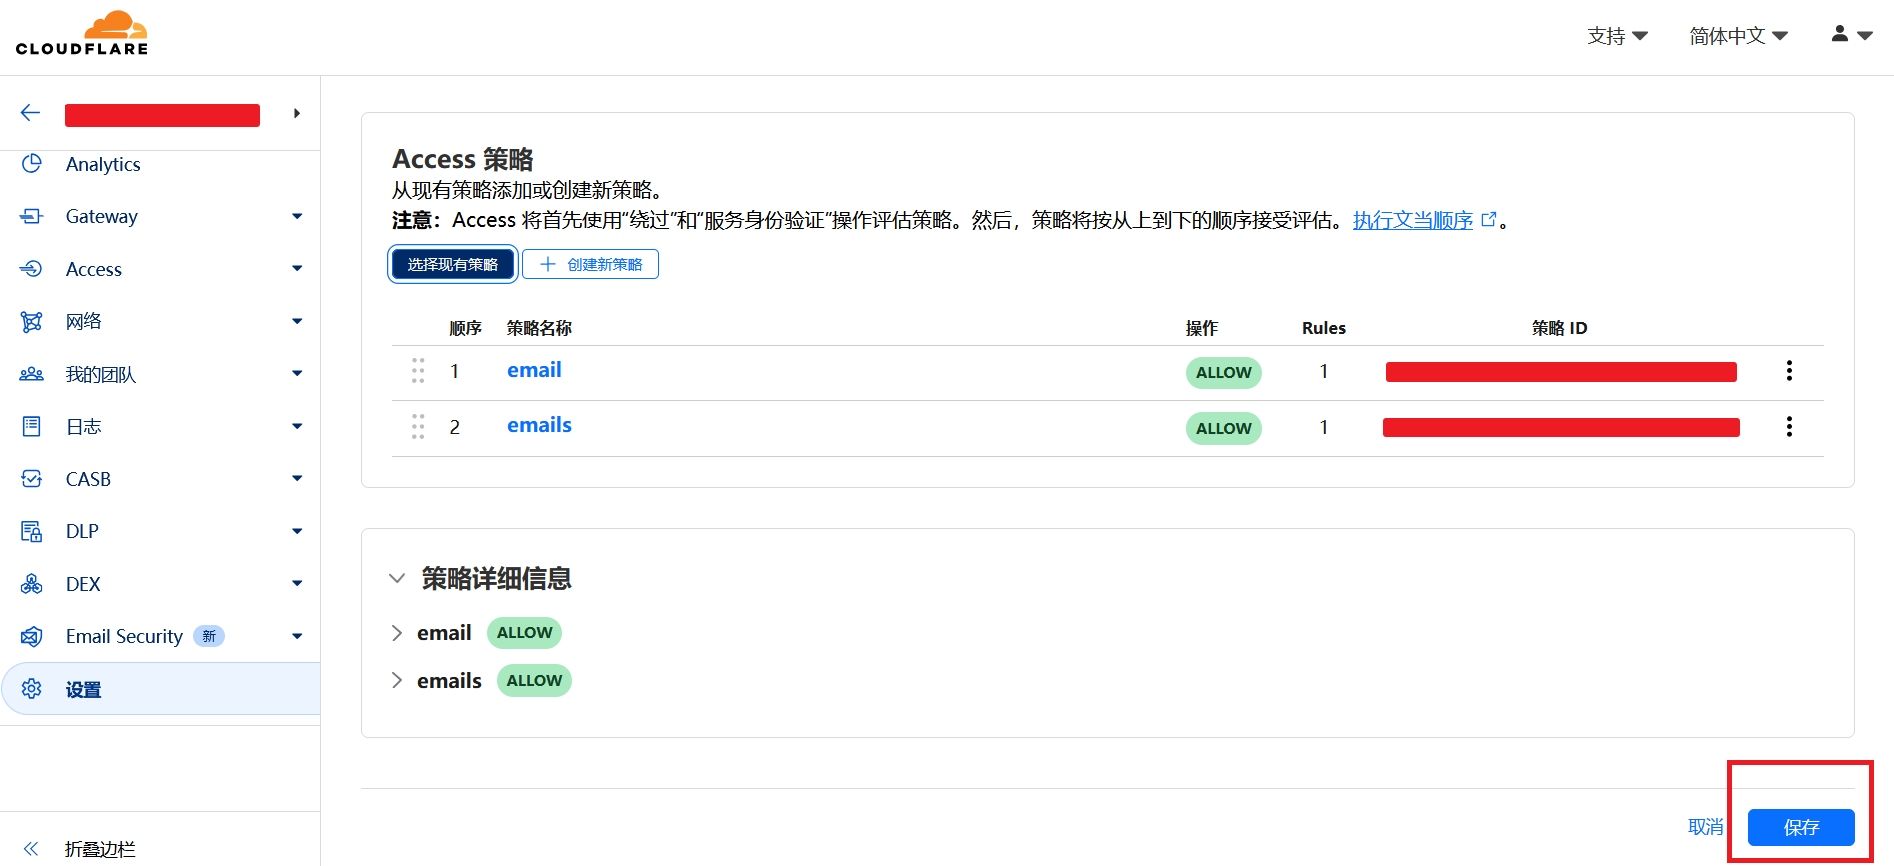 CLOUDFLARE
支持
简体中文
Analytics
Gateway
Access
网络
我的团队
日志
CASB
DLP
DEX
Email Security 新
设置
折叠边栏
Access 策略
从现有策略添加或创建新策略。
注意：Access 将首先使用“绕过”和“服务身份验证”操作评估策略。然后，策略将按从上到下的顺序接受评估。执行文当顺序。
选择现有策略 创建新策略
顺序 策略名称 操作 Rules 策略 ID
1 email ALLOW 1
2 emails ALLOW 1
策略详细信息
email ALLOW
emails ALLOW
取消 保存